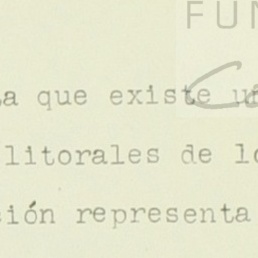 FUN
a que existe u
litorales de l
sión representa